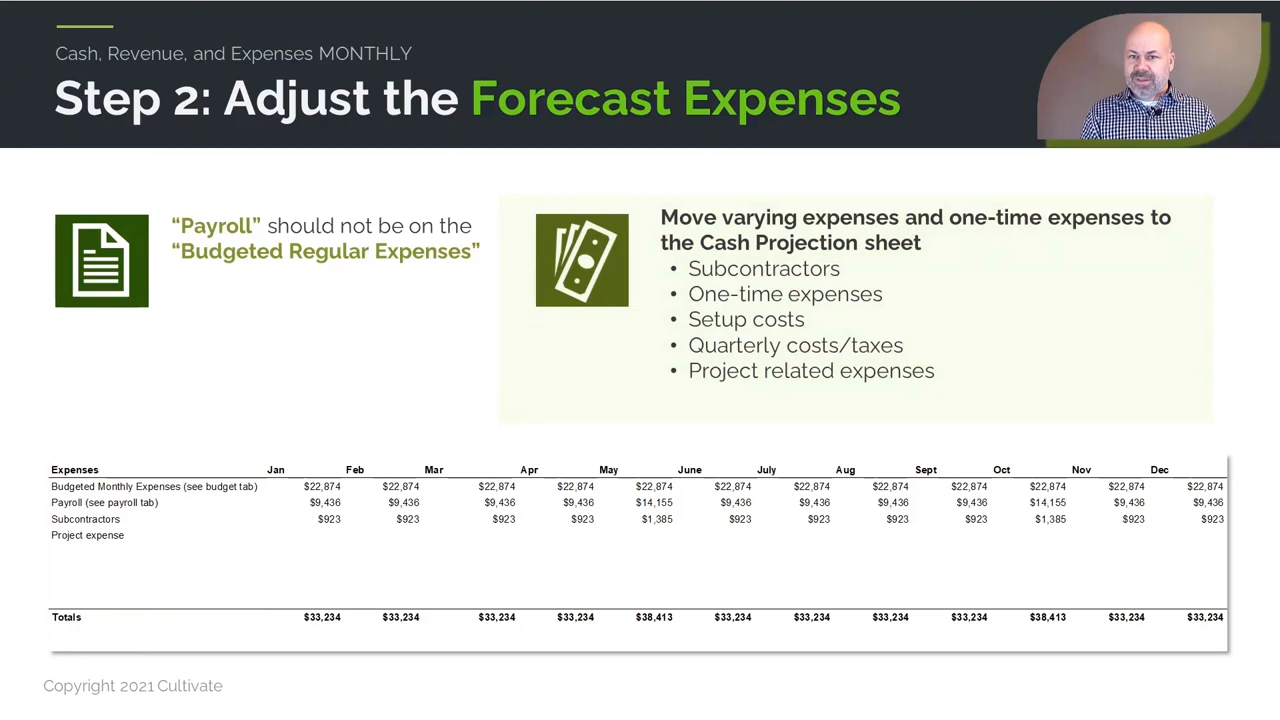 Cash, Revenue, and Expenses MONTHLY
Step 2: Adjust the Forecast Expenses
“Payroll” should not be on the
“Budgeted Regular Expenses”
Move varying expenses and one-time expenses to
the Cash Projection sheet
• Subcontractors
• One-time expenses
• Setup costs
• Quarterly costs/taxes
• Project related expenses
Expenses Jan Feb Mar Apr May June July Aug Sept Oct Nov Dec
Budgeted Monthly Expenses (see budget tab) $22,874 $22,874 $22,874 $22,874 $22,874 $22,874 $22,874 $22,874 $22,874 $22,874 $22,874 $22,874
Payroll (see payroll tab) $9,436 $9,436 $9,436 $9,436 $14,155 $9,436 $9,436 $9,436 $9,436 $14,155 $9,436 $9,436
Subcontractors $923 $923 $923 $923 $1,385 $923 $923 $923 $923 $1,385 $923 $923
Project expense
Totals $33,234 $33,234 $33,234 $33,234 $38,413 $33,234 $33,234 $33,234 $33,234 $38,413 $33,234 $33,234
Copyright 2021 Cultivate